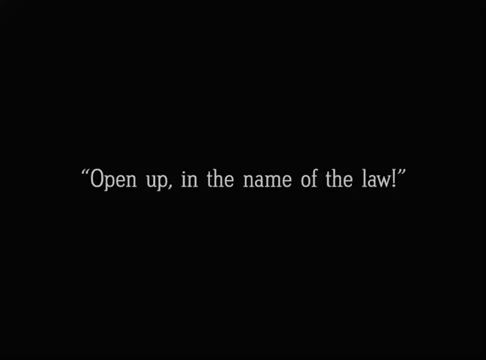 “Open up, in the name of the law!”